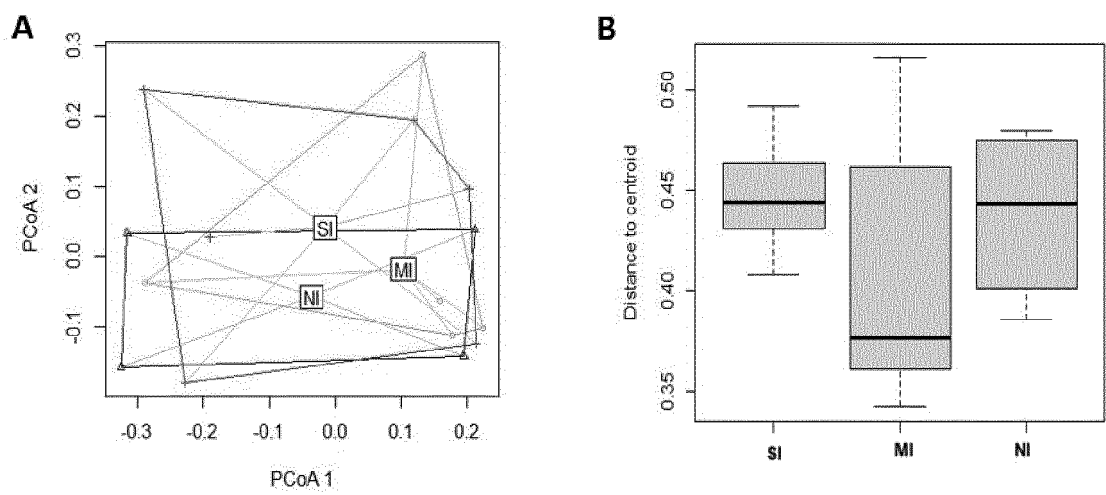 A
PCoA 2
0.3
0.2
0.1
0.0
-0.1
SI
MI
NI
-0.3
-0.2
-0.1
0.0
0.1
0.2
PCoA 1
B
Distance to centroid
0.50
0.45
0.40
0.35
SI
MI
NI